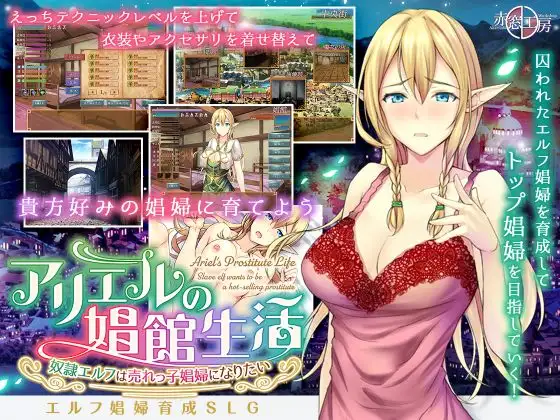 えっちテクニックレベルを上げて
衣装やアクセサリを着せ替えて
赤窓工房
囚われたエルフ娼婦を育成して
トップ娼婦を目指していく!
貴方好みの娼婦に育てよう
Ariel's Prostitute Life
Slave elf wants to be
a hot-selling prostitute
アリエルの
娼館生活
奴隷エルフは売れっ子娼婦になりたい
エルフ娼婦育成SLG